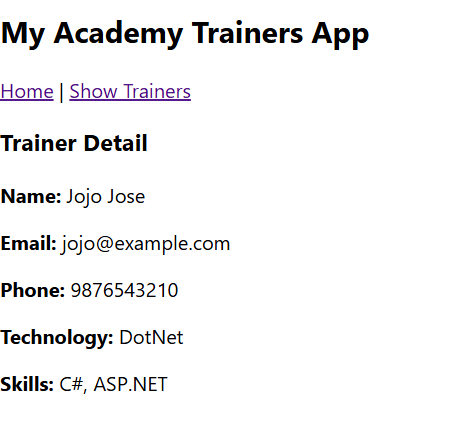 My Academy Trainers App
Home | Show Trainers
Trainer Detail
Name: Jojo Jose
Email: jojo@example.com
Phone: 9876543210
Technology: DotNet
Skills: C#, ASP.NET